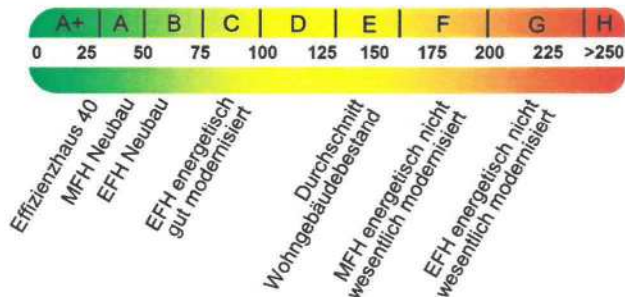 A+ A B C D E F G H
0 25 50 75 100 125 150 175 200 225 >250
Effizienzhaus 40
MFH Neubau
EFH Neubau
EFH energetisch
gut modernisiert
Durchschnitt
Wohngebäudebestand
MFH energetisch nicht
wesentlich modernisiert
EFH energetisch nicht
wesentlich modernisiert